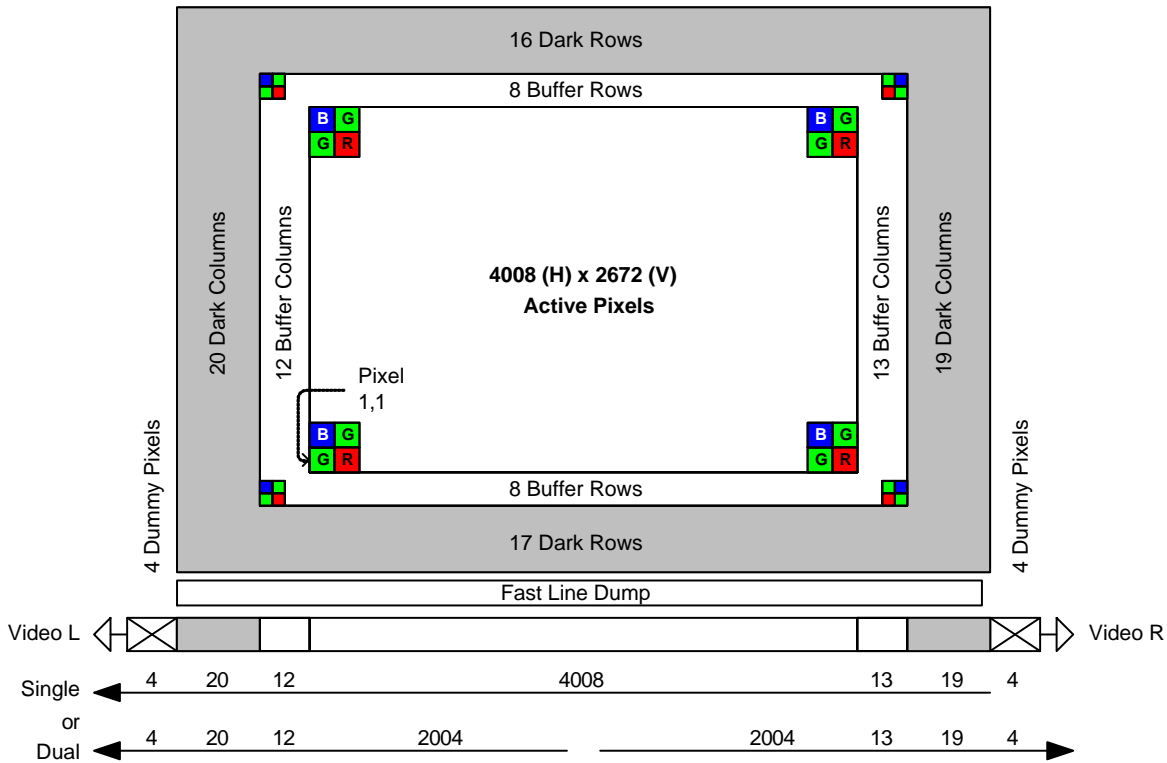 16 Dark Rows
8 Buffer Rows
B G
G R
B G
G R
20 Dark Columns
12 Buffer Columns
4008 (H) x 2672 (V)
Active Pixels
13 Buffer Columns
19 Dark Columns
Pixel
1,1
B G
G R
B G
G R
4 Dummy Pixels
4 Dummy Pixels
8 Buffer Rows
17 Dark Rows
Fast Line Dump
Video L
Video R
Single
4 20 12 4008 13 19 4
or
Dual
4 20 12 2004 2004 13 19 4